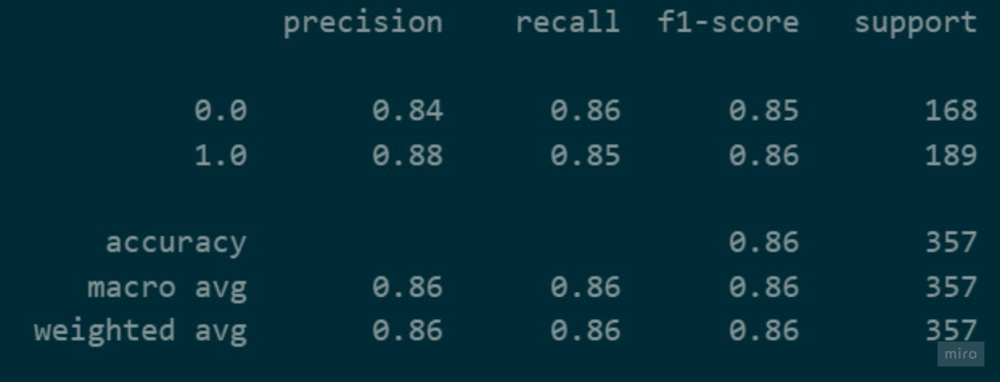 precision recall f1-score support
0.0 0.84 0.86 0.85 168
1.0 0.88 0.85 0.86 189
accuracy 0.86 357
macro avg 0.86 0.86 0.86 357
weighted avg 0.86 0.86 0.86 357
miro